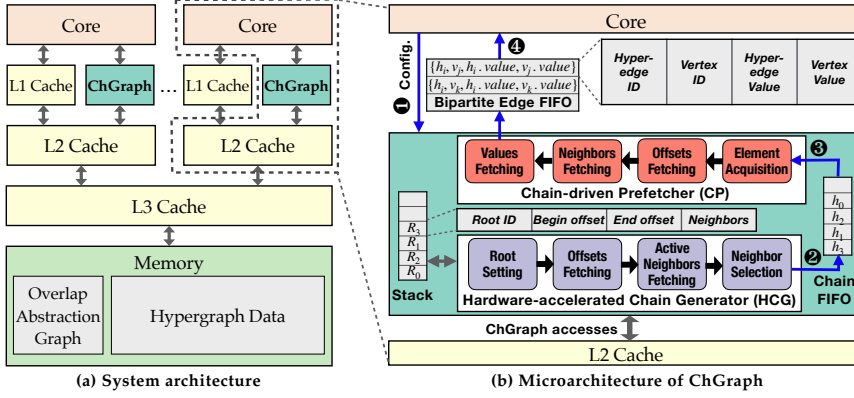 Core
Core
L1 Cache
ChGraph
...
L1 Cache
ChGraph
L2 Cache
L2 Cache
L3 Cache
Memory
Overlap
Abstraction
Graph
Hypergraph Data
(a) System architecture
Core
Config.
❶
❹
{h_i, v_j, h_i.value, v_j.value}
{h_i, v_k, h_i.value, v_k.value}
Bipartite Edge FIFO
Hyper-
edge
ID
Vertex
ID
Hyper-
edge
Value
Vertex
Value
Values
Fetching
Neighbors
Fetching
Offsets
Fetching
Element
Acquisition
Chain-driven Prefetcher (CP)
❸
Root ID
Begin offset
End offset
Neighbors
R_3
R_1
R_2
R_0
Stack
Root
Setting
Offsets
Fetching
Active
Neighbors
Fetching
Neighbor
Selection
Hardware-accelerated Chain Generator (HCG)
❷
h_0
h_2
h_1
h_3
Chain
FIFO
ChGraph accesses
L2 Cache
(b) Microarchitecture of ChGraph